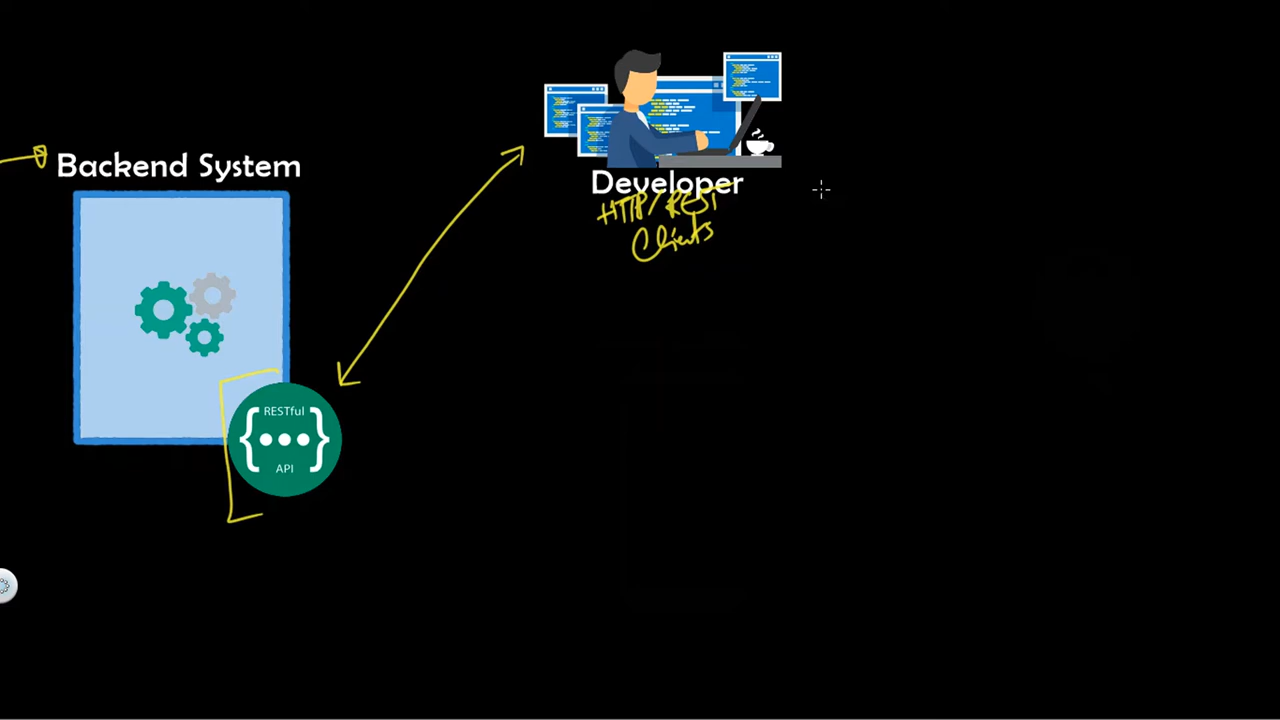 Developer
HTTP/REST
Clients
Backend System
RESTful
API